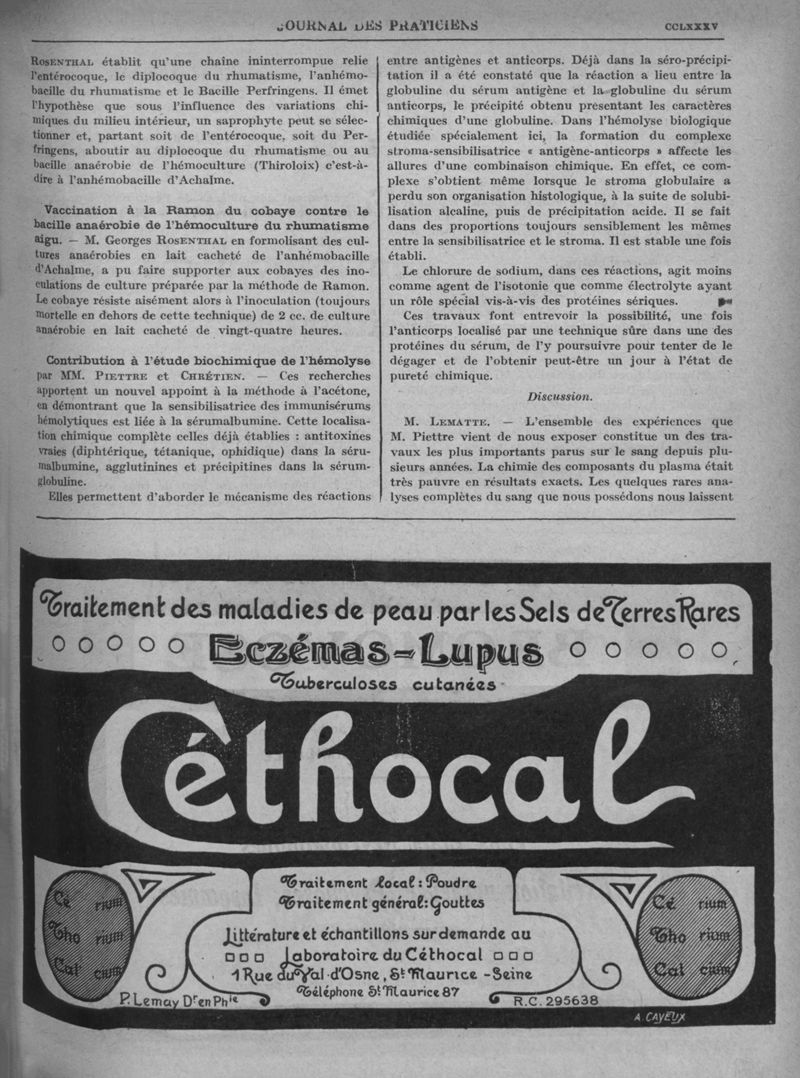 JOURNAL DES PRATICIENS
CCLXXXV
ROSENTHAL établit qu'une chaine ininterrompue relie
l'entérocoque, le diplocoque du rhumatisme, l'anhémo-
bacille du rhumatisme et le Bacille Perfringens. Il émet
l'hypothèse que sous l'influence des variations chi-
miques du milieu intérieur, un saprophyte peut se sélec-
tionner et, partant soit de l'entérocoque, soit du Per-
fringens, aboutir au diplocoque du rhumatisme ou au
bacille anaérobie de l'hémoculture (Thiroloix) c'est-à-
dire à l'anhémobacille d'Achalme.
Vaccination à la Ramon du cobaye contre le
bacille anaérobie de l'hémoculture du rhumatisme
aigu. — M. Georges ROSENTHAL en formolisant des cul-
tures anaérobies en lait cacheté de l'anhémobacille
d'Achalme, a pu faire supporter aux cobayes des ino-
culations de culture préparée par la méthode de Ramon.
Le cobaye résiste aisément alors à l'inoculation (toujours
mortelle en dehors de cette technique) de 2 cc. de culture
anaérobie en lait cacheté de vingt-quatre heures.
Contribution à l'étude biochimique de l'hémolyse
par MM. PIETTRE et CHRÉTIEN. — Ces recherches
apportent un nouvel appoint à la méthode à l'acétone,
en démontrant que la sensibilisatrice des immunisérums
hémolytiques est liée à la sérumalbumine. Cette localisa-
tion chimique complète celles déjà établies : antitoxines
vraies (diphtérique, tétanique, ophidique) dans la séru-
malbumine, agglutinines et précipitines dans la sérum-
globuline.
Elles permettent d'aborder le mécanisme des réactions
entre antigènes et anticorps. Déjà dans la séro-précipi-
tation il a été constaté que la réaction a lieu entre la
globuline du sérum antigène et la globuline du sérum
anticorps, le précipité obtenu presentant les caractères
chimiques d'une globuline. Dans l'hémolyse biologique
étudiée spécialement ici, la formation du complexe
stroma-sensibilisatrice « antigène-anticorps » affecte les
allures d'une combinaison chimique. En effet, ce com-
plexe s'obtient même lorsque le stroma globulaire a
perdu son organisation histologique, à la suite de solubi-
lisation alcaline, puis de précipitation acide. Il se fait
dans des proportions toujours sensiblement les mêmes
entre la sensibilisatrice et le stroma. Il est stable une fois
établi.
Le chlorure de sodium, dans ces réactions, agit moins
comme agent de l'isotonie que comme électrolyte ayant
un rôle spécial vis-à-vis des protéines sériques.
Ces travaux font entrevoir la possibilité, une fois
l'anticorps localisé par une technique sûre dans une des
protéines du sérum, de l'y poursuivre pour tenter de le
dégager et de l'obtenir peut-être un jour à l'état de
pureté chimique.
Discussion.
M. LEMATTE. — L'ensemble des expériences que
M. Piettre vient de nous exposer constitue un des tra-
vaux les plus importants parus sur le sang depuis plu-
sieurs années. La chimie des composants du plasma était
très pauvre en résultats exacts. Les quelques rares ana-
lyses complètes du sang que nous possédons nous laissent
Traitement des maladies de peau par les Sels de Terres Rares
Eczémas-Lupus
Tuberculoses cutanées
Céthocal
Traitement local : Poudre
Traitement général : Gouttes
Littérature et échantillons sur demande au
Laboratoire du Céthocal
1 Rue du Val d'Osne, St Maurice - Seine
Téléphone St Maurice 87
Cé rium
Tho rium
Cal cium
Cé rium
Tho rium
Cal cium
P. Lemay Dr en Phie
R.C. 295638
A. CAYEUX